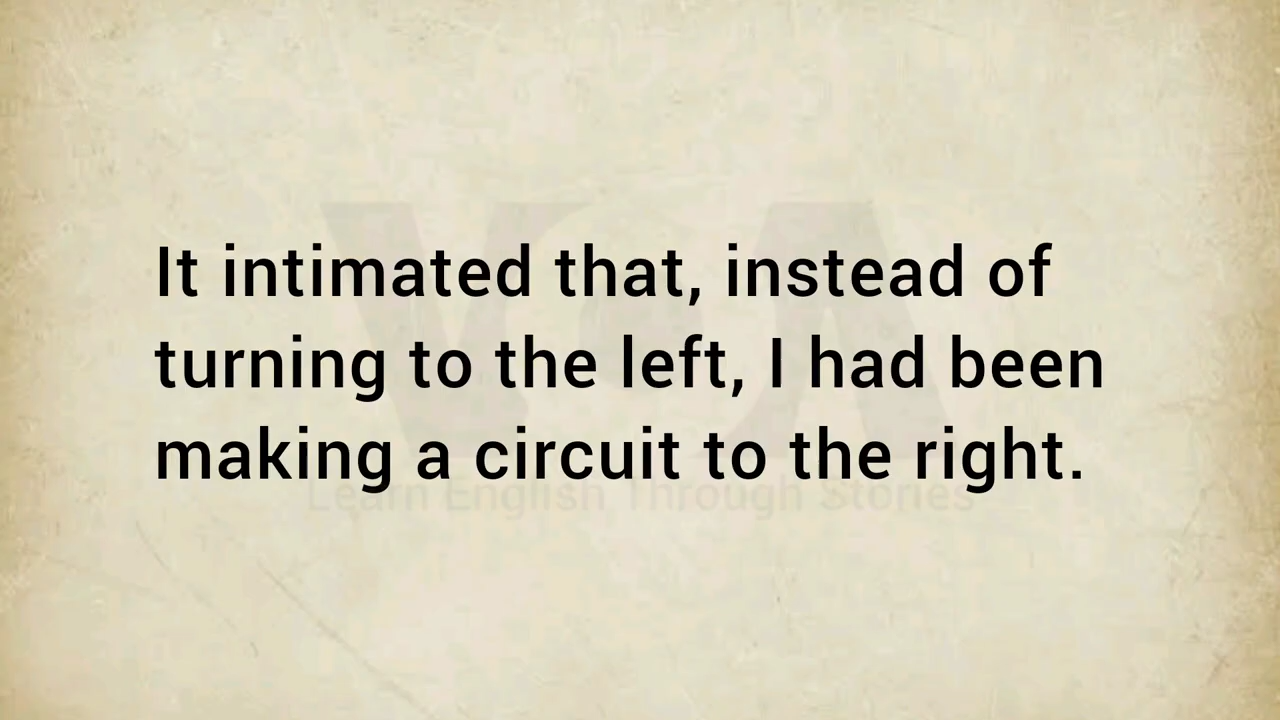 It intimated that, instead of
turning to the left, I had been
making a circuit to the right.
VOA
Learn English Through Stories